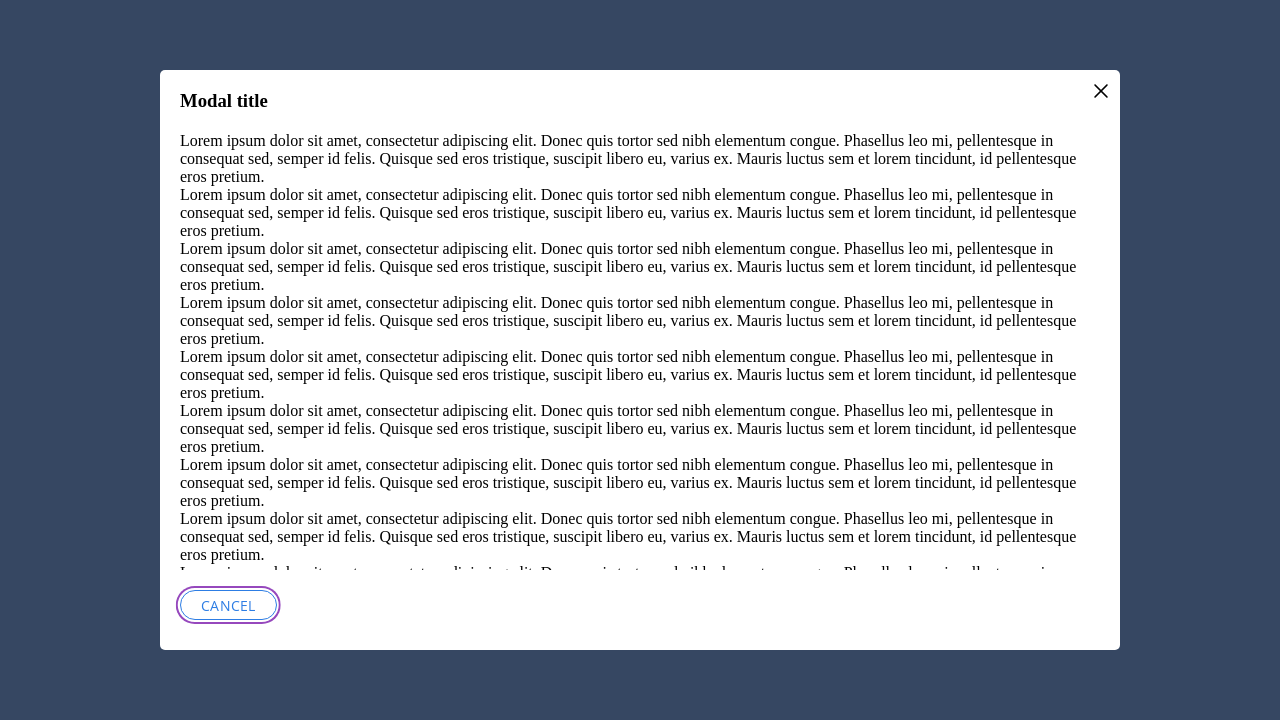 Modal title
Lorem ipsum dolor sit amet, consectetur adipiscing elit. Donec quis tortor sed nibh elementum congue. Phasellus leo mi, pellentesque in
consequat sed, semper id felis. Quisque sed eros tristique, suscipit libero eu, varius ex. Mauris luctus sem et lorem tincidunt, id pellentesque
eros pretium.
Lorem ipsum dolor sit amet, consectetur adipiscing elit. Donec quis tortor sed nibh elementum congue. Phasellus leo mi, pellentesque in
consequat sed, semper id felis. Quisque sed eros tristique, suscipit libero eu, varius ex. Mauris luctus sem et lorem tincidunt, id pellentesque
eros pretium.
Lorem ipsum dolor sit amet, consectetur adipiscing elit. Donec quis tortor sed nibh elementum congue. Phasellus leo mi, pellentesque in
consequat sed, semper id felis. Quisque sed eros tristique, suscipit libero eu, varius ex. Mauris luctus sem et lorem tincidunt, id pellentesque
eros pretium.
Lorem ipsum dolor sit amet, consectetur adipiscing elit. Donec quis tortor sed nibh elementum congue. Phasellus leo mi, pellentesque in
consequat sed, semper id felis. Quisque sed eros tristique, suscipit libero eu, varius ex. Mauris luctus sem et lorem tincidunt, id pellentesque
eros pretium.
Lorem ipsum dolor sit amet, consectetur adipiscing elit. Donec quis tortor sed nibh elementum congue. Phasellus leo mi, pellentesque in
consequat sed, semper id felis. Quisque sed eros tristique, suscipit libero eu, varius ex. Mauris luctus sem et lorem tincidunt, id pellentesque
eros pretium.
Lorem ipsum dolor sit amet, consectetur adipiscing elit. Donec quis tortor sed nibh elementum congue. Phasellus leo mi, pellentesque in
consequat sed, semper id felis. Quisque sed eros tristique, suscipit libero eu, varius ex. Mauris luctus sem et lorem tincidunt, id pellentesque
eros pretium.
Lorem ipsum dolor sit amet, consectetur adipiscing elit. Donec quis tortor sed nibh elementum congue. Phasellus leo mi, pellentesque in
consequat sed, semper id felis. Quisque sed eros tristique, suscipit libero eu, varius ex. Mauris luctus sem et lorem tincidunt, id pellentesque
eros pretium.
Lorem ipsum dolor sit amet, consectetur adipiscing elit. Donec quis tortor sed nibh elementum congue. Phasellus leo mi, pellentesque in
consequat sed, semper id felis. Quisque sed eros tristique, suscipit libero eu, varius ex. Mauris luctus sem et lorem tincidunt, id pellentesque
eros pretium.
CANCEL